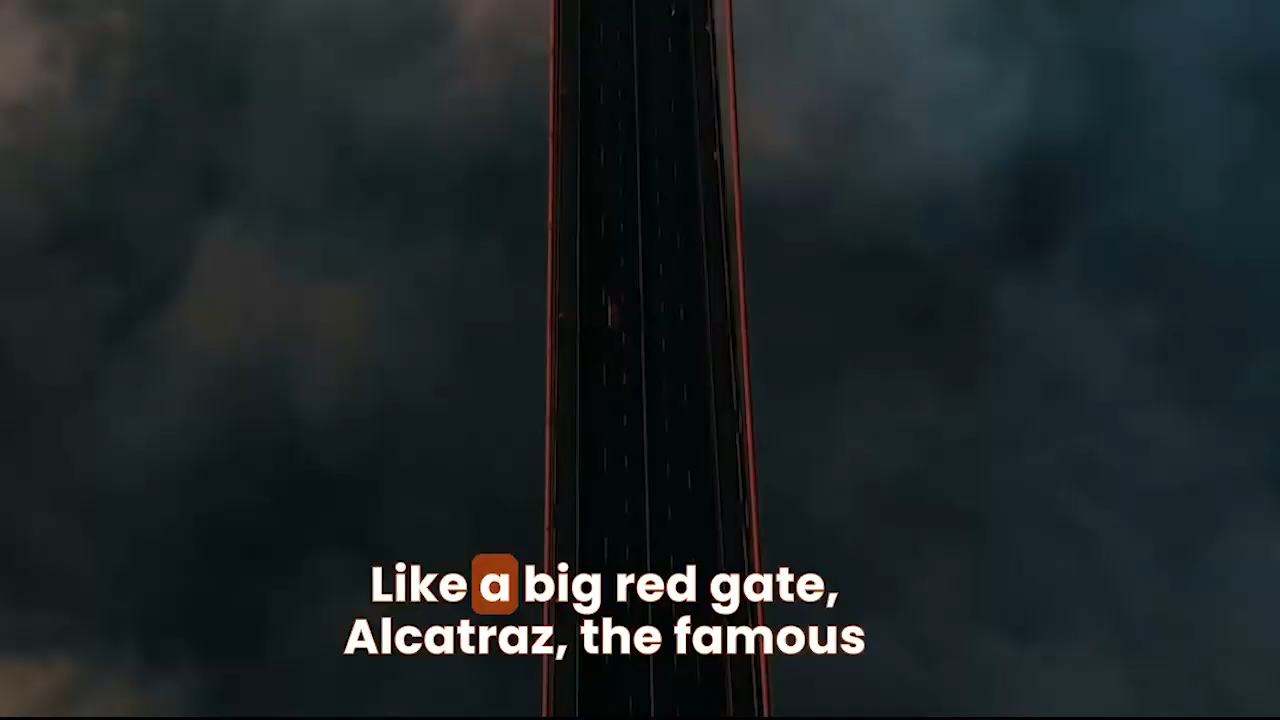 Like a big red gate,
Alcatraz, the famous